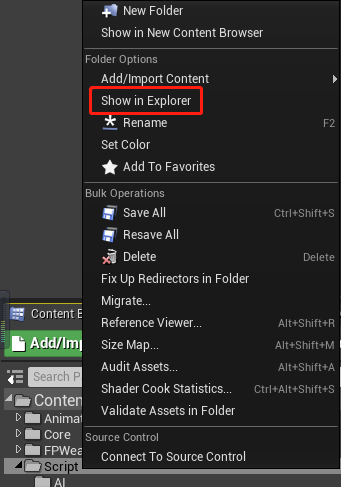 New Folder
Show in New Content Browser
Folder Options
Add/Import Content
Show in Explorer
Rename F2
Set Color
Add To Favorites
Bulk Operations
Save All Ctrl+Shift+S
Resave All
Delete Delete
Fix Up Redirectors in Folder
Migrate...
Reference Viewer... Alt+Shift+R
Size Map... Alt+Shift+M
Audit Assets... Alt+Shift+A
Shader Cook Statistics... Ctrl+Alt+Shift+S
Validate Assets in Folder
Source Control
Connect To Source Control
Content B
Add/Imp
Search P
Conten
Animat
Core
FPWea
Script
AI